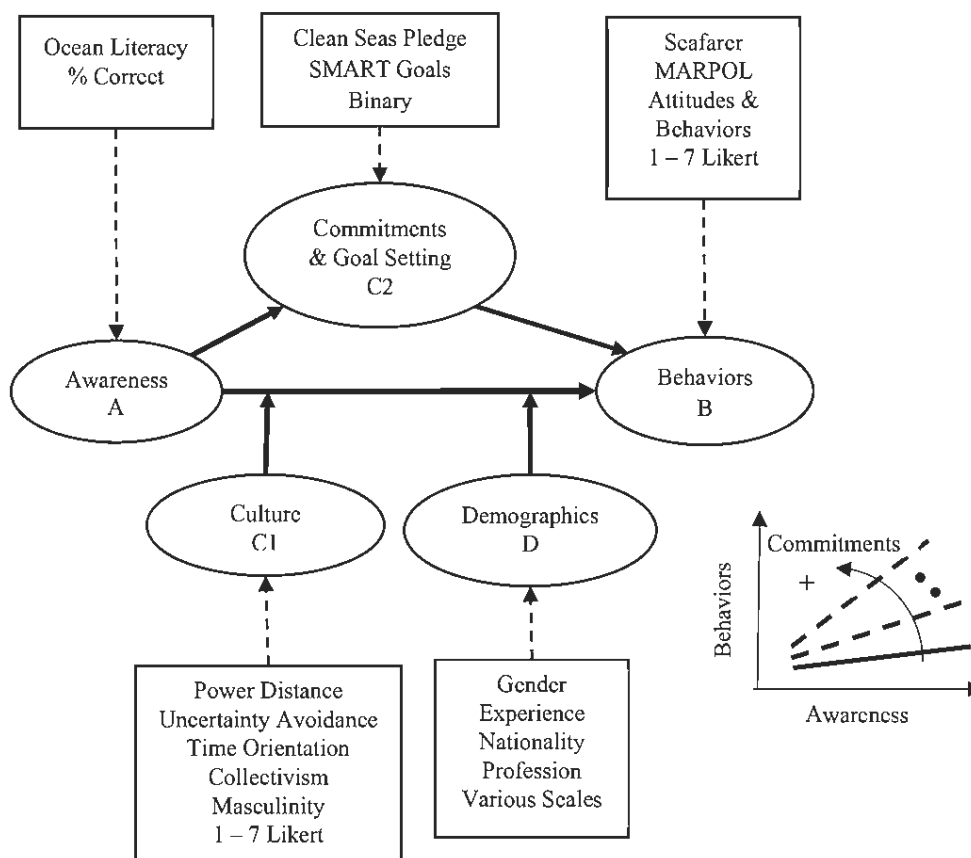 Ocean Literacy
% Correct
Clean Seas Pledge
SMART Goals
Binary
Seafarer
MARPOL
Attitudes &
Behaviors
1 – 7 Likert
Commitments
& Goal Setting
C2
Awareness
A
Behaviors
B
Culture
C1
Demographics
D
Power Distance
Uncertainty Avoidance
Time Orientation
Collectivism
Masculinity
1 – 7 Likert
Gender
Experience
Nationality
Profession
Various Scales
Commitments
+
Behaviors
Awareness